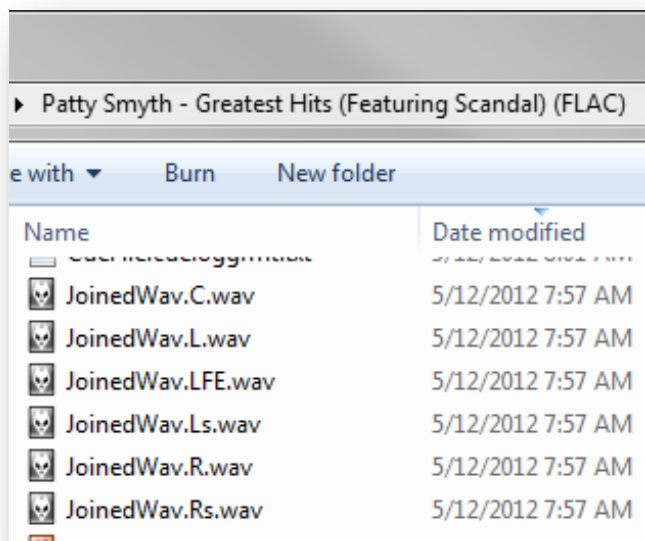 Patty Smyth - Greatest Hits (Featuring Scandal) (FLAC)
e with Burn New folder
Name Date modified
JoinedWav.C.wav 5/12/2012 7:57 AM
JoinedWav.L.wav 5/12/2012 7:57 AM
JoinedWav.LFE.wav 5/12/2012 7:57 AM
JoinedWav.Ls.wav 5/12/2012 7:57 AM
JoinedWav.R.wav 5/12/2012 7:57 AM
JoinedWav.Rs.wav 5/12/2012 7:57 AM